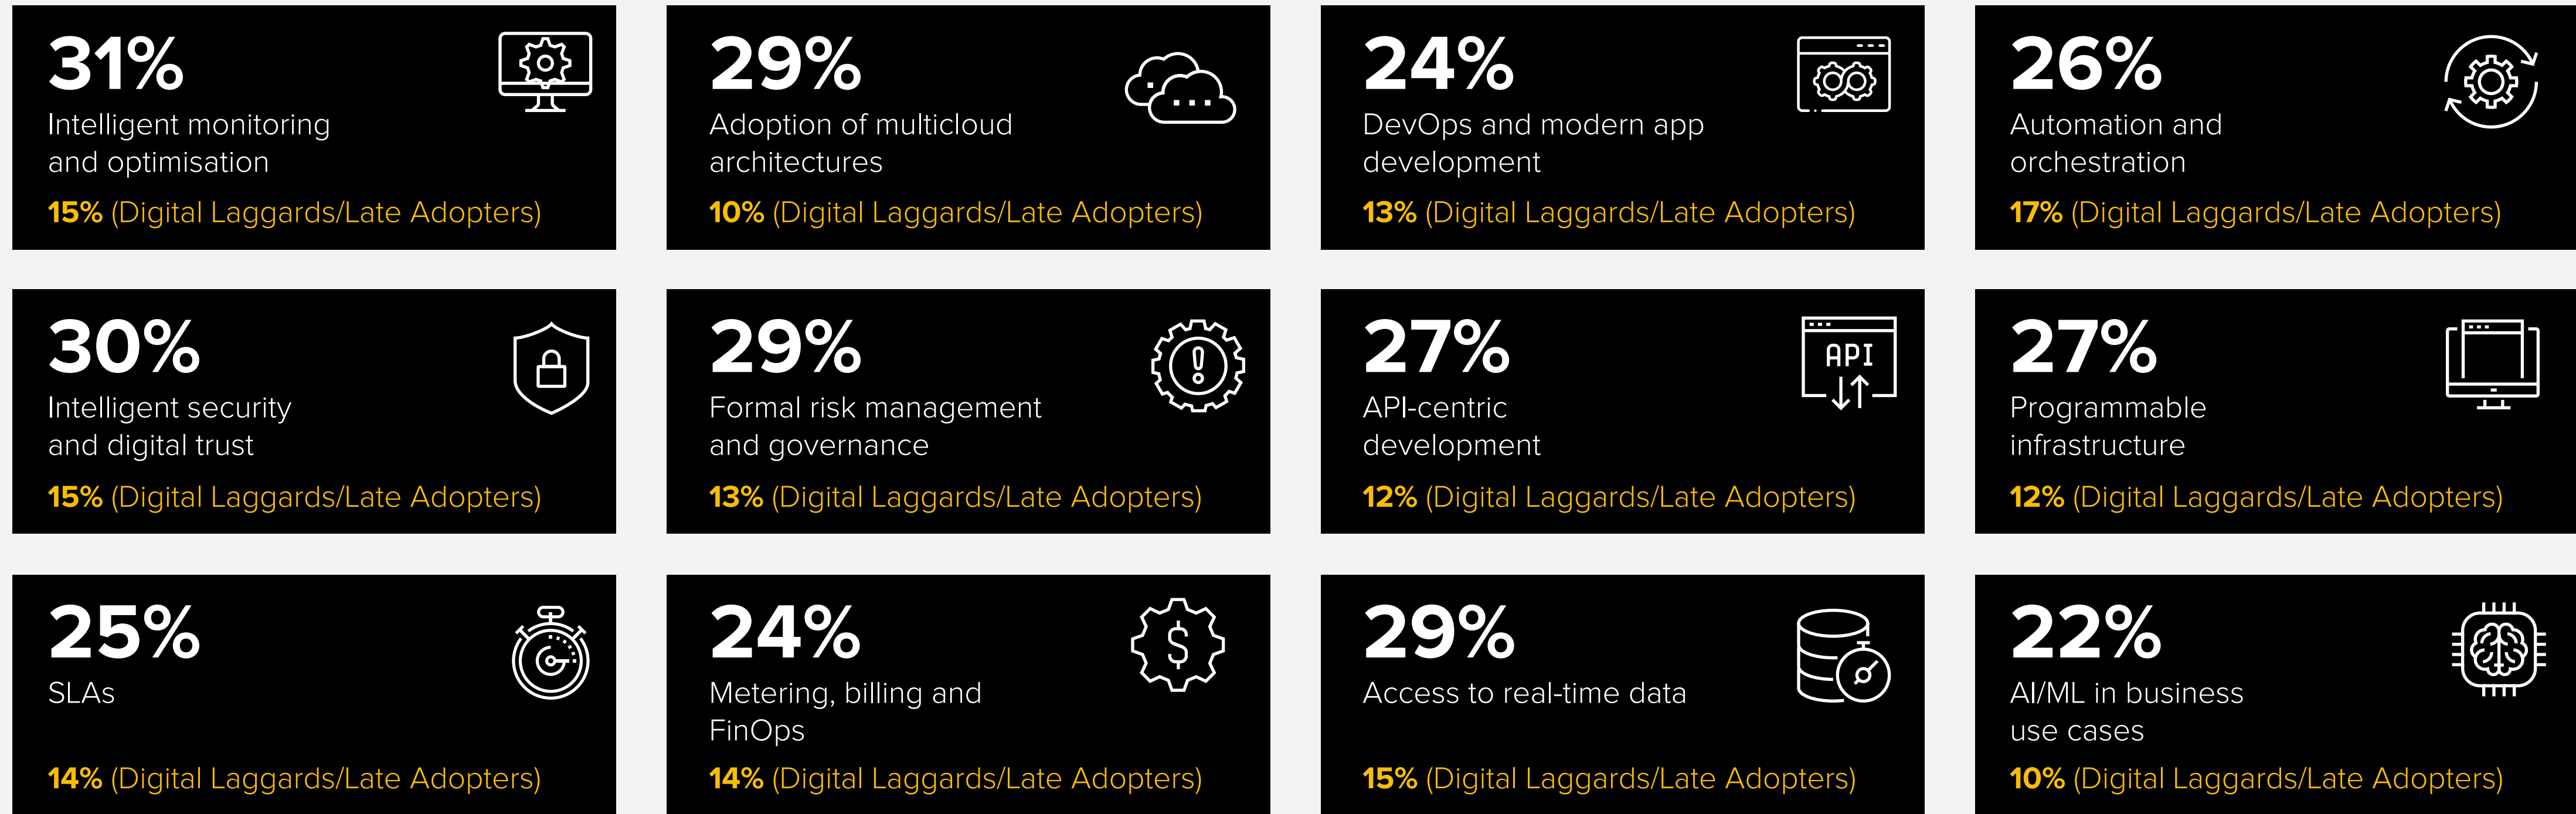 31%
Intelligent monitoring
and optimisation
15% (Digital Laggards/Late Adopters)
29%
Adoption of multicloud
architectures
10% (Digital Laggards/Late Adopters)
24%
DevOps and modern app
development
13% (Digital Laggards/Late Adopters)
26%
Automation and
orchestration
17% (Digital Laggards/Late Adopters)
30%
Intelligent security
and digital trust
15% (Digital Laggards/Late Adopters)
29%
Formal risk management
and governance
13% (Digital Laggards/Late Adopters)
27%
API-centric
development
12% (Digital Laggards/Late Adopters)
API
27%
Programmable
infrastructure
12% (Digital Laggards/Late Adopters)
25%
SLAs
14% (Digital Laggards/Late Adopters)
24%
Metering, billing and
FinOps
14% (Digital Laggards/Late Adopters)
$
29%
Access to real-time data
15% (Digital Laggards/Late Adopters)
22%
AI/ML in business
use cases
10% (Digital Laggards/Late Adopters)